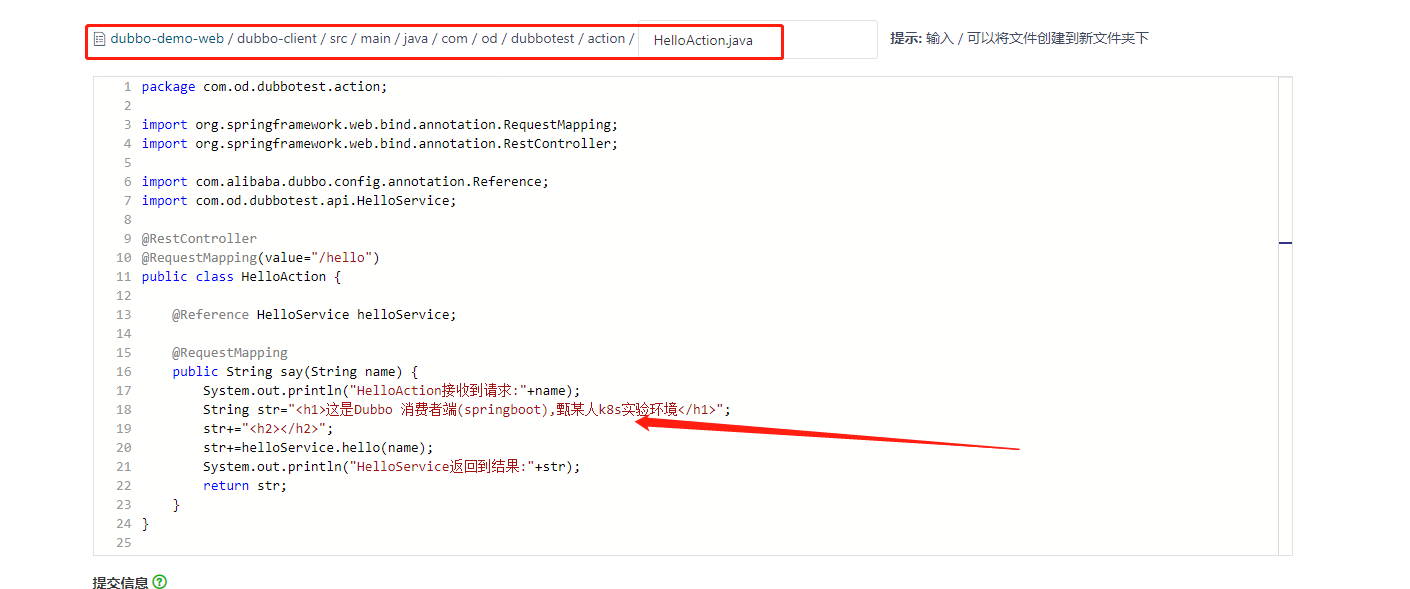 dubbo-demo-web / dubbo-client / src / main / java / com / od / dubbotest / action / HelloAction.java 提示: 输入 / 可以将文件创建到新文件夹下
1 package com.od.dubbotest.action;
2
3 import org.springframework.web.bind.annotation.RequestMapping;
4 import org.springframework.web.bind.annotation.RestController;
5
6 import com.alibaba.dubbo.config.annotation.Reference;
7 import com.od.dubbotest.api.HelloService;
8
9 @RestController
10 @RequestMapping(value="/hello")
11 public class HelloAction {
12
13     @Reference HelloService helloService;
14
15     @RequestMapping
16     public String say(String name) {
17         System.out.println("HelloAction接收到请求:"+name);
18         String str="<h1>这是Dubbo 消费者端(springboot),甄某人k8s实验环境</h1>";
19         str+="<h2></h2>";
20         str+=helloService.hello(name);
21         System.out.println("HelloService返回到结果:"+str);
22         return str;
23     }
24 }
25
提交信息